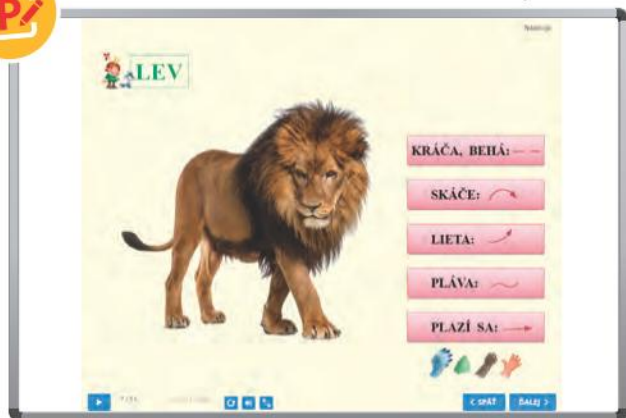 LEV
KRÁČA, BEHÁ:
SKÁČE:
LIETA:
PLÁVA:
PLAZÍ SA:
< SPÄŤ
ĎALEJ >